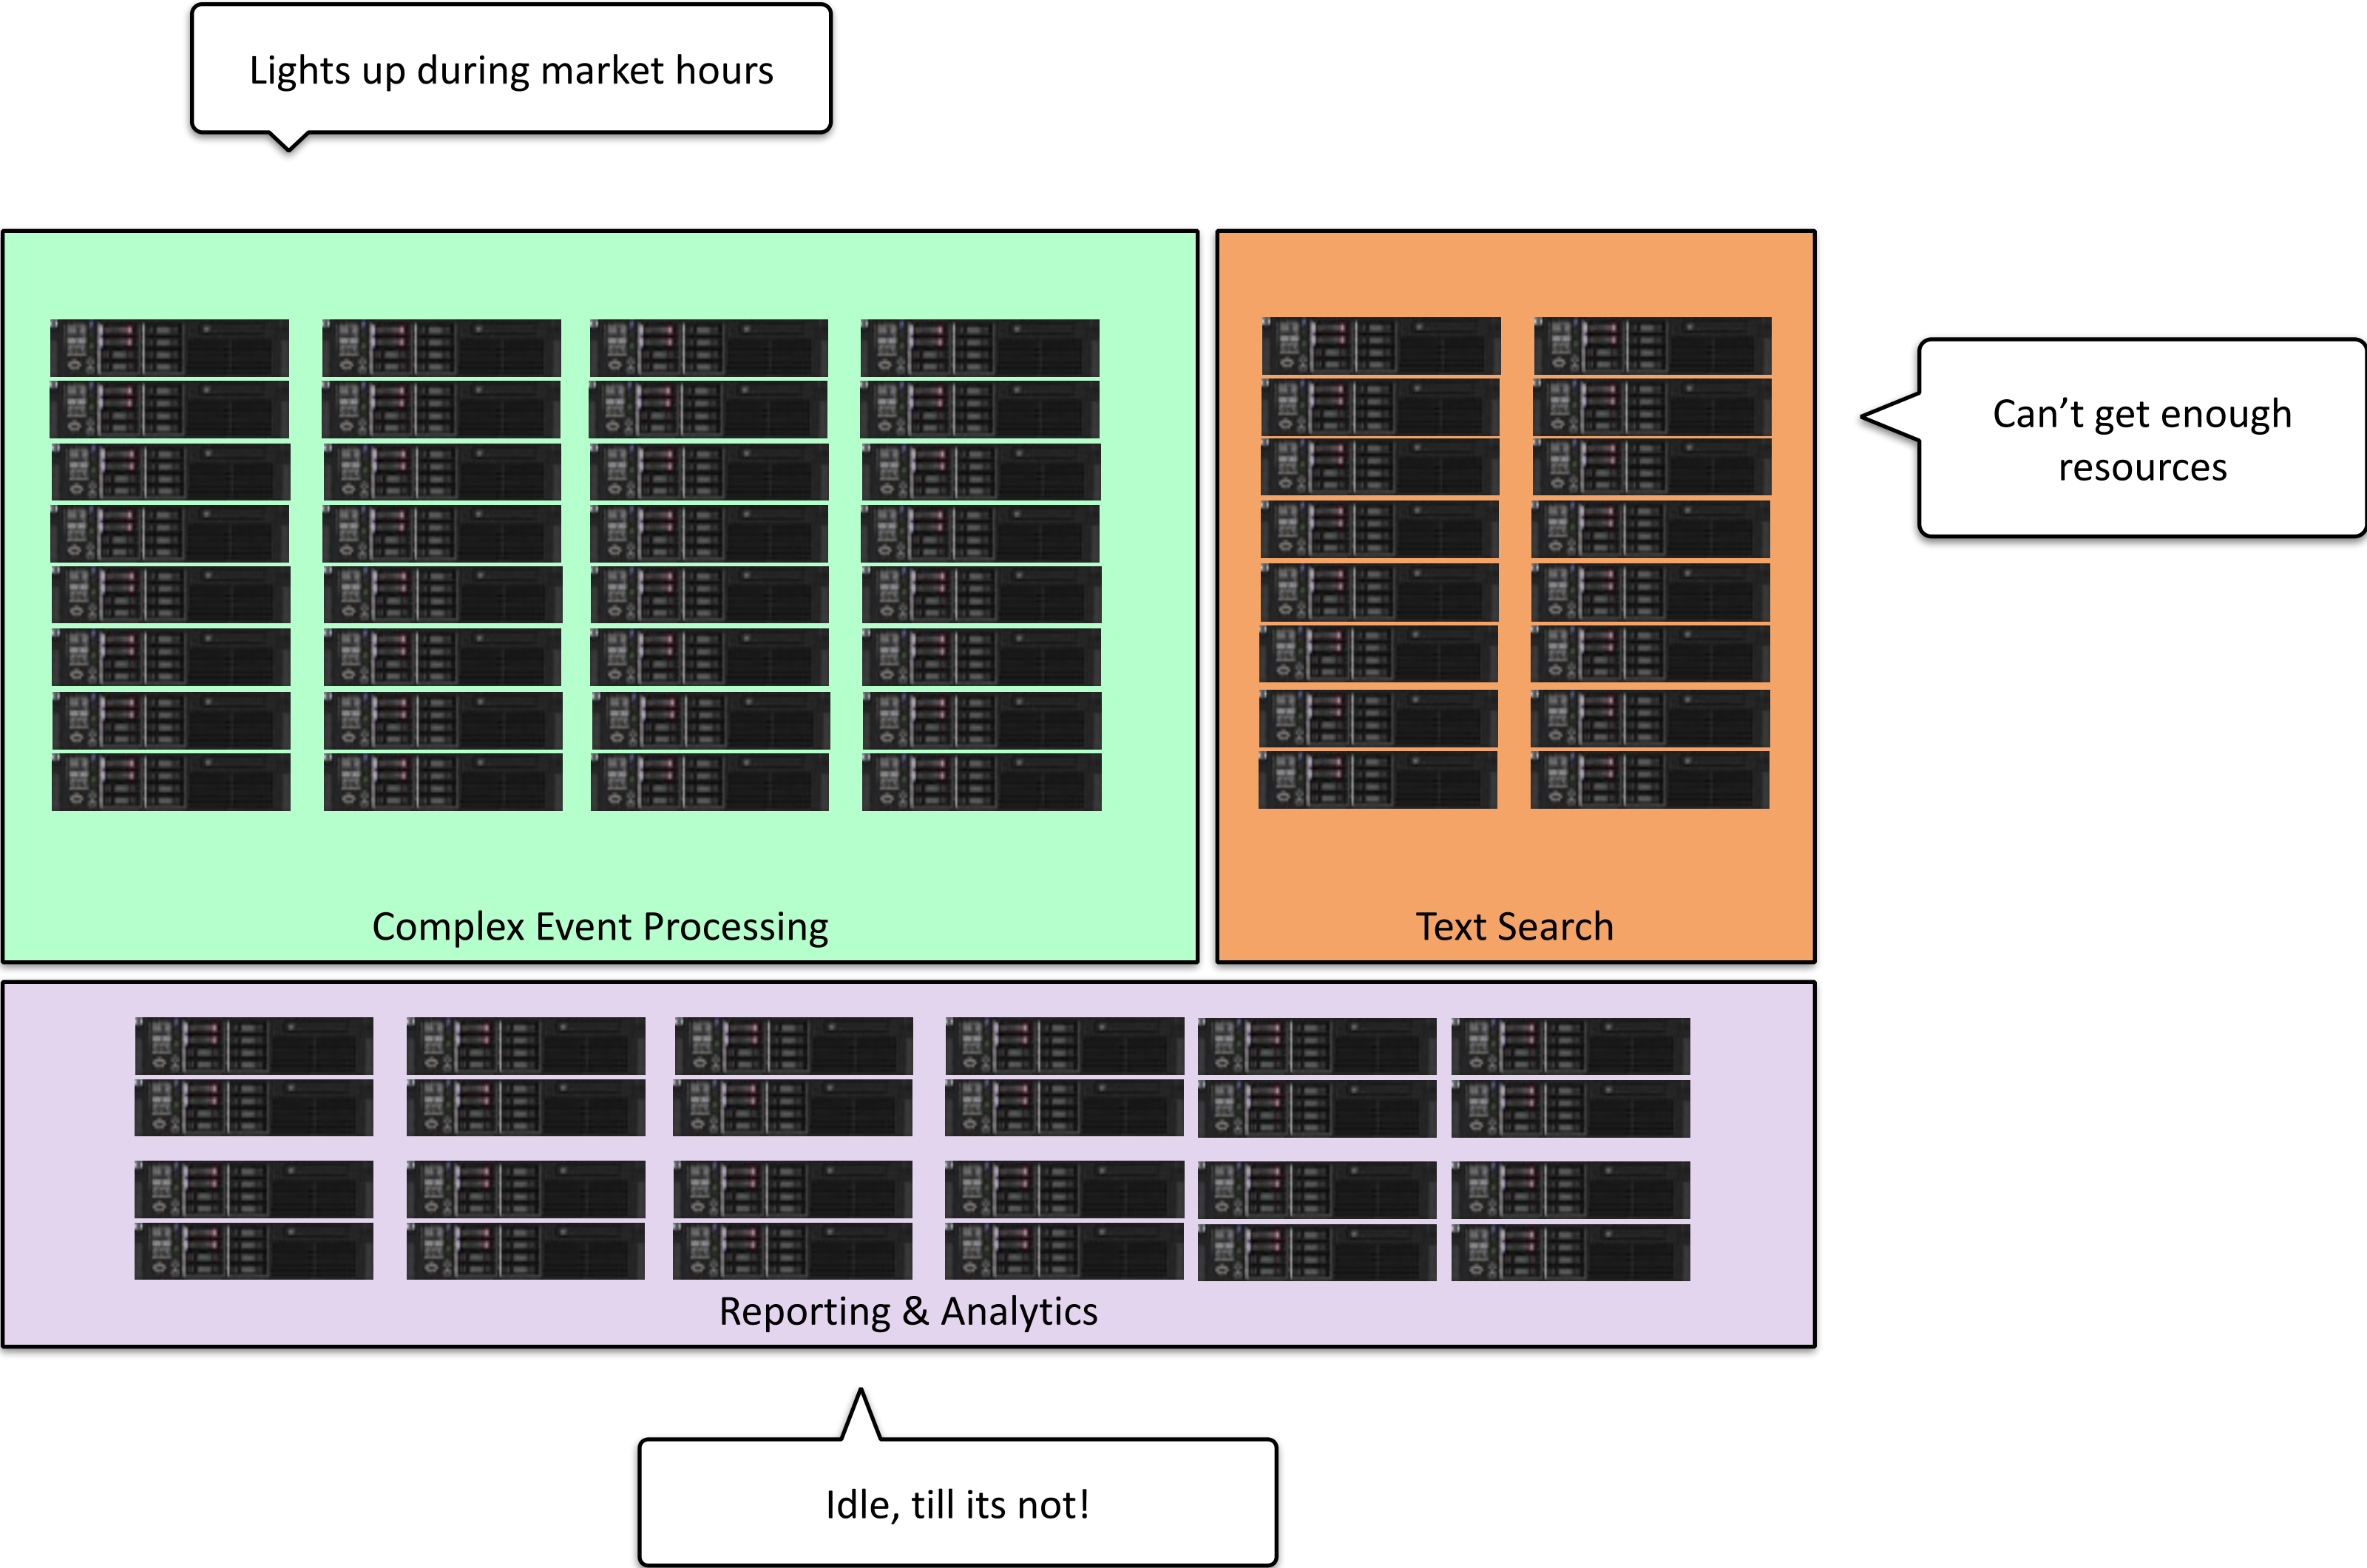 Lights up during market hours
Can’t get enough
resources
Complex Event Processing
Text Search
Reporting & Analytics
Idle, till its not!